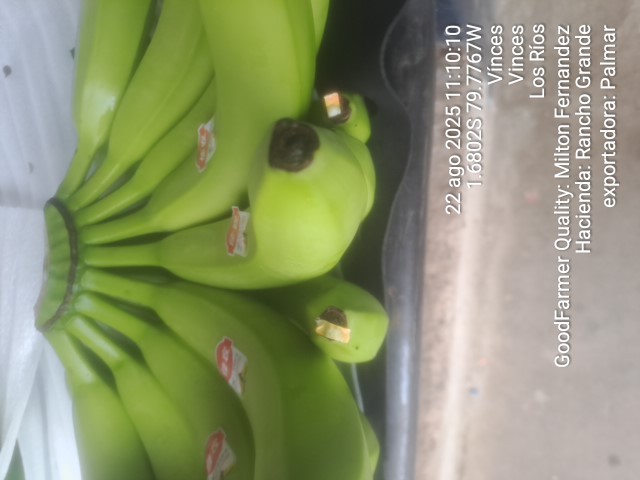 22 ago 2025 11:10:10
1.6802S 79.7767W
Vínces
Vinces
Los Ríos
GoodFarmer Quality: Milton Fernandez
Hacienda: Rancho Grande
exportadora: Palmar